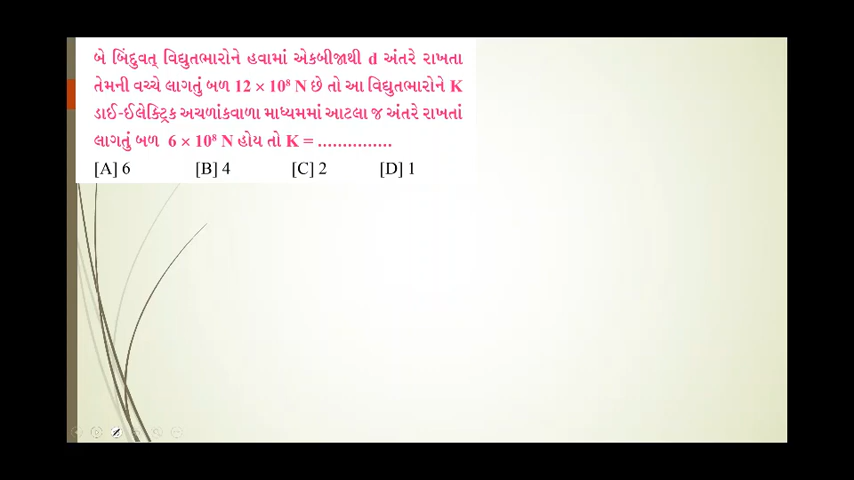 બે બિંદુવત્ વિદ્યુતભારોને હવામાં એકબીજાથી d અંતરે રાખતા
તેમની વચ્ચે લાગતું બળ 12 × 10⁸ N છે તો આ વિદ્યુતભારોને K
ડાઈ-ઈલેક્ટ્રિક અચળાંકવાળા માધ્યમમાં આટલા જ અંતરે રાખતાં
લાગતું બળ 6 × 10⁸ N હોય તો K = ...............
[A] 6 [B] 4 [C] 2 [D] 1